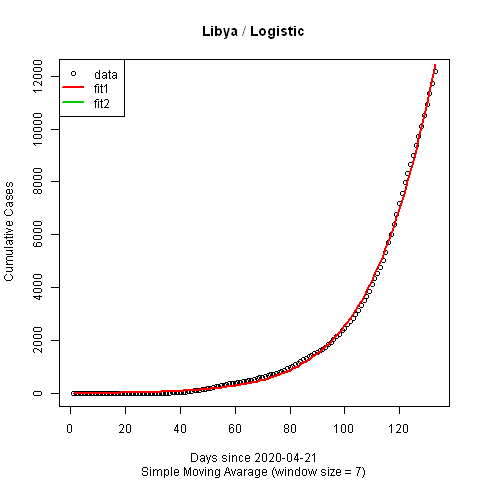 Libya / Logistic
data
fit1
fit2
Cumulative Cases
12000
10000
8000
6000
4000
2000
0
0 20 40 60 80 100 120
Days since 2020-04-21
Simple Moving Avarage (window size = 7)